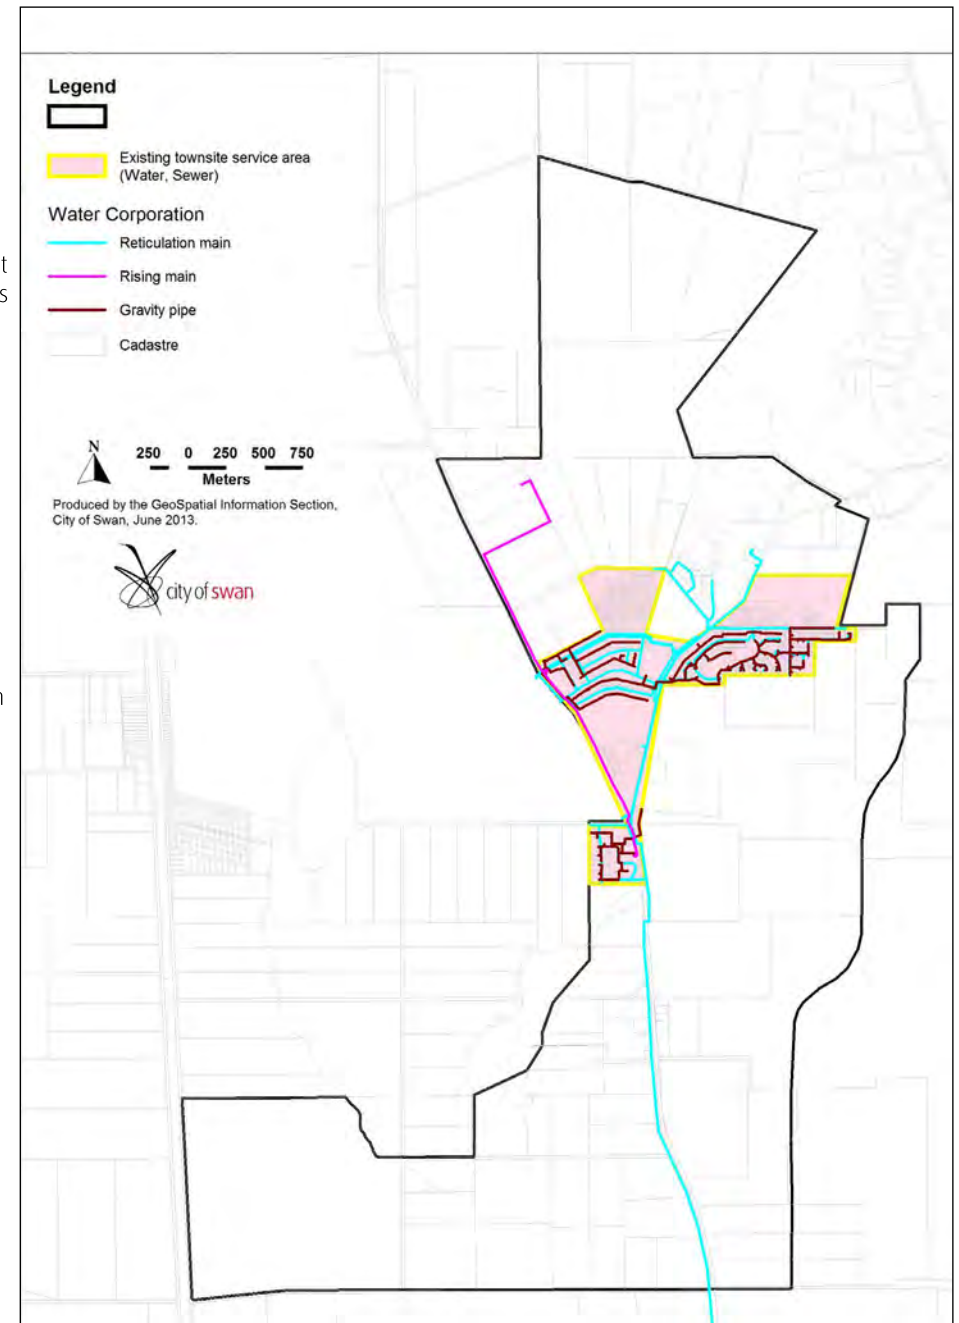 Legend
Existing townsite service area
(Water, Sewer)
Water Corporation
Reticulation main
t
Rising main
s
Gravity pipe
Cadastre
N
250 0 250 500 750
Meters
Produced by the GeoSpatial Information Section,
City of Swan, June 2013.
city of swan
n